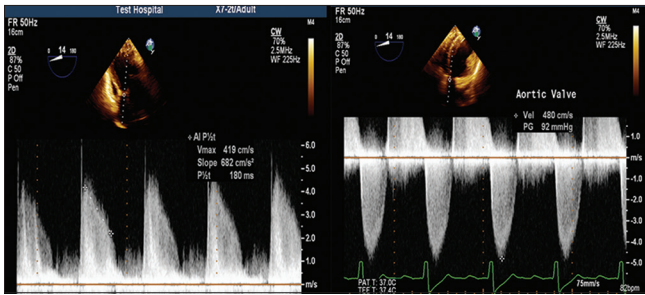 Test Hospital X7-2t/Adult
FR 50Hz
16cm
2D
87%
C 50
P Off
Pen
0 14 180
CW
70%
2.5MHz
WF 225Hz
M4
AI P½t
Vmax 419 cm/s
Slope 682 cm/s²
P½t 180 ms
6.0
5.0
4.0
3.0
2.0
1.0
m/s
FR 50Hz
16cm
2D
87%
C 50
P Off
Pen
0 14 180
CW
70%
2.5MHz
WF 225Hz
M4
Aortic Valve
Vel 480 cm/s
PG 92 mmHg
1.0
m/s
-1.0
-2.0
-3.0
-4.0
-5.0
PAT T: 37.0C
TEE T: 37.4C
75mm/s
82bpm